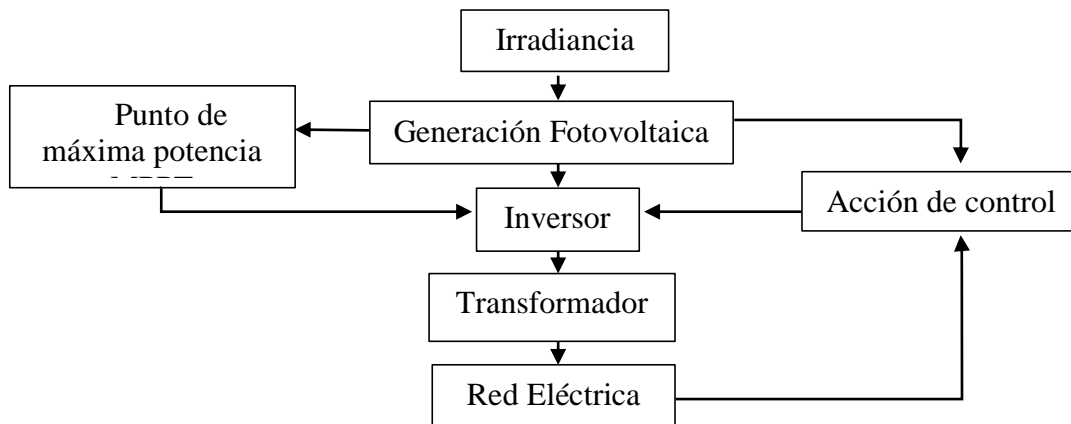 Irradiancia
Punto de
máxima potencia
Generación Fotovoltaica
Acción de control
Inversor
Transformador
Red Eléctrica